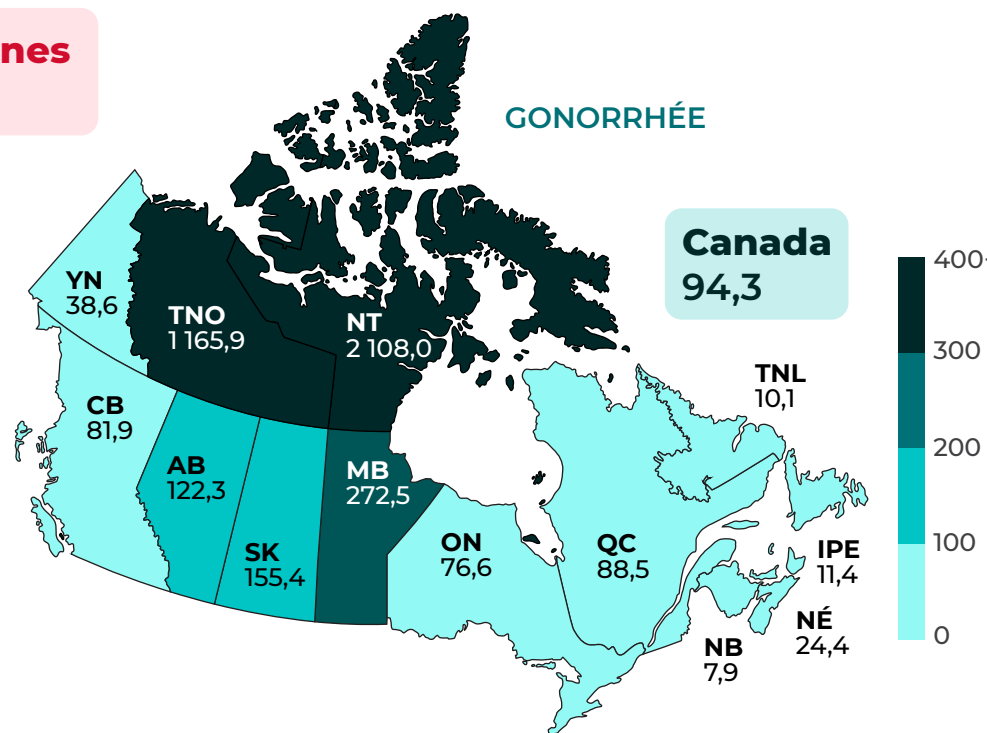 nes
GONORRHÉE
Canada
94,3
YN
38,6
TNO
1 165,9
NT
2 108,0
CB
81,9
AB
122,3
SK
155,4
MB
272,5
ON
76,6
QC
88,5
TNL
10,1
IPE
11,4
NÉ
24,4
NB
7,9
400+
300
200
100
0